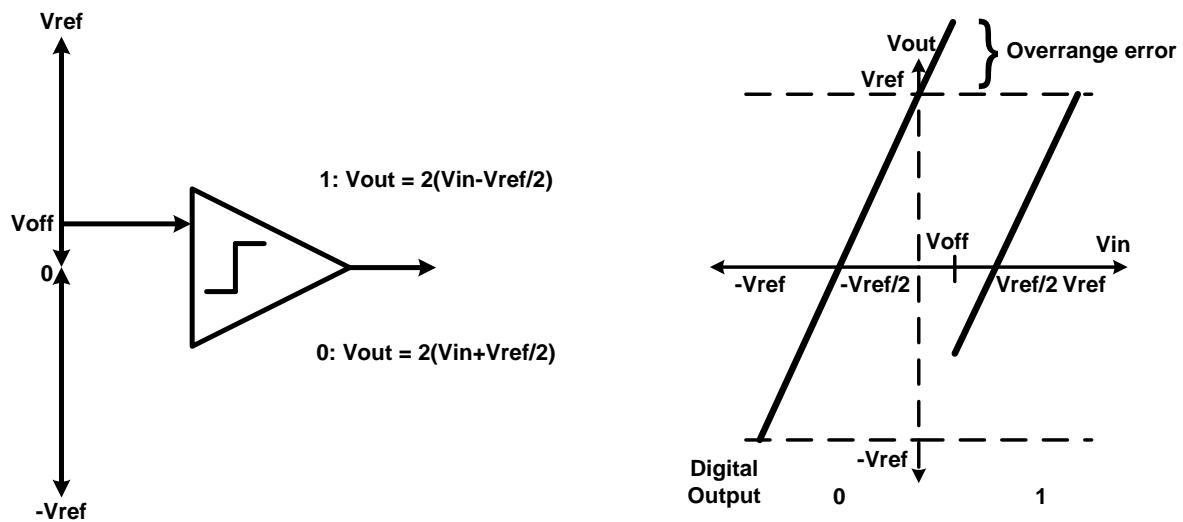 Vref
Voff
0
-Vref
1: Vout = 2(Vin-Vref/2)
0: Vout = 2(Vin+Vref/2)
Vout
Vref
Overrange error
Voff
Vin
-Vref
-Vref/2
Vref/2 Vref
-Vref
Digital
Output
0
1